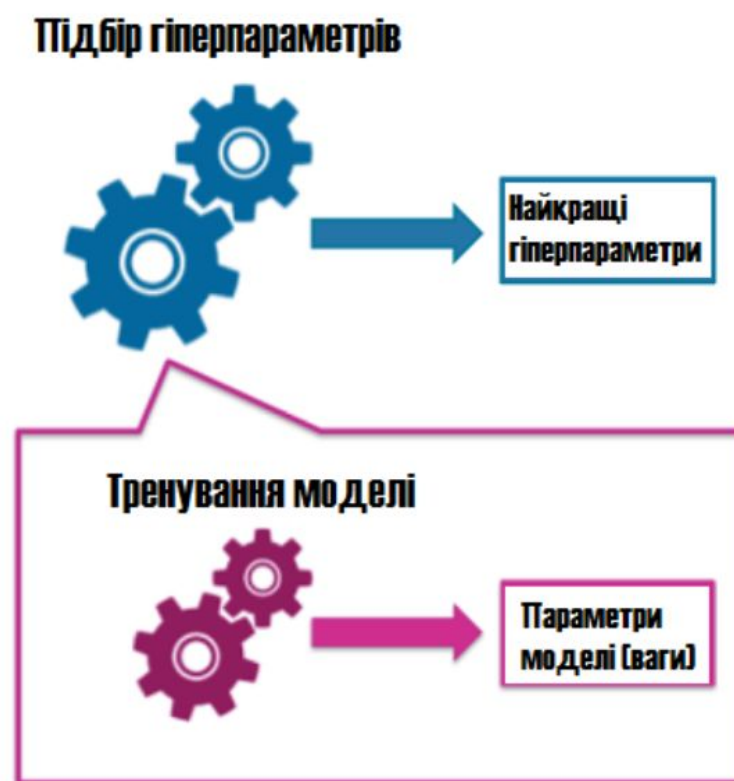 Підбір гіперпараметрів
Найкращі
гіперпараметри
Тренування моделі
Параметри
моделі (ваги)